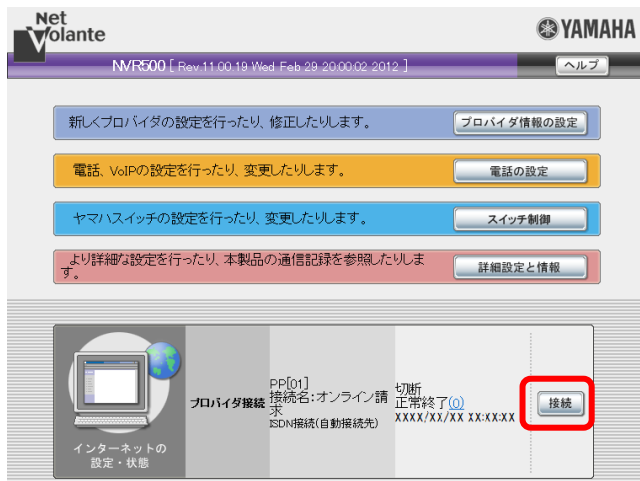 Net
Volante
YAMAHA
NVR500 [ Rev.11.00.19 Wed Feb 29 20:00:02 2012 ]
ヘルプ
新しくプロバイダの設定を行ったり、修正したりします。
プロバイダ情報の設定
電話、VoIPの設定を行ったり、変更したりします。
電話の設定
ヤマハスイッチの設定を行ったり、変更したりします。
スイッチ制御
より詳細な設定を行ったり、本製品の通信記録を参照したりしま
す。
詳細設定と情報
インターネットの
設定・状態
プロバイダ接続
PP[01]
接続名:オンライン請
求
ISDN接続(自動接続先)
切断
正常終了(0)
XXXX/XX/XX XX:XX:XX
接続